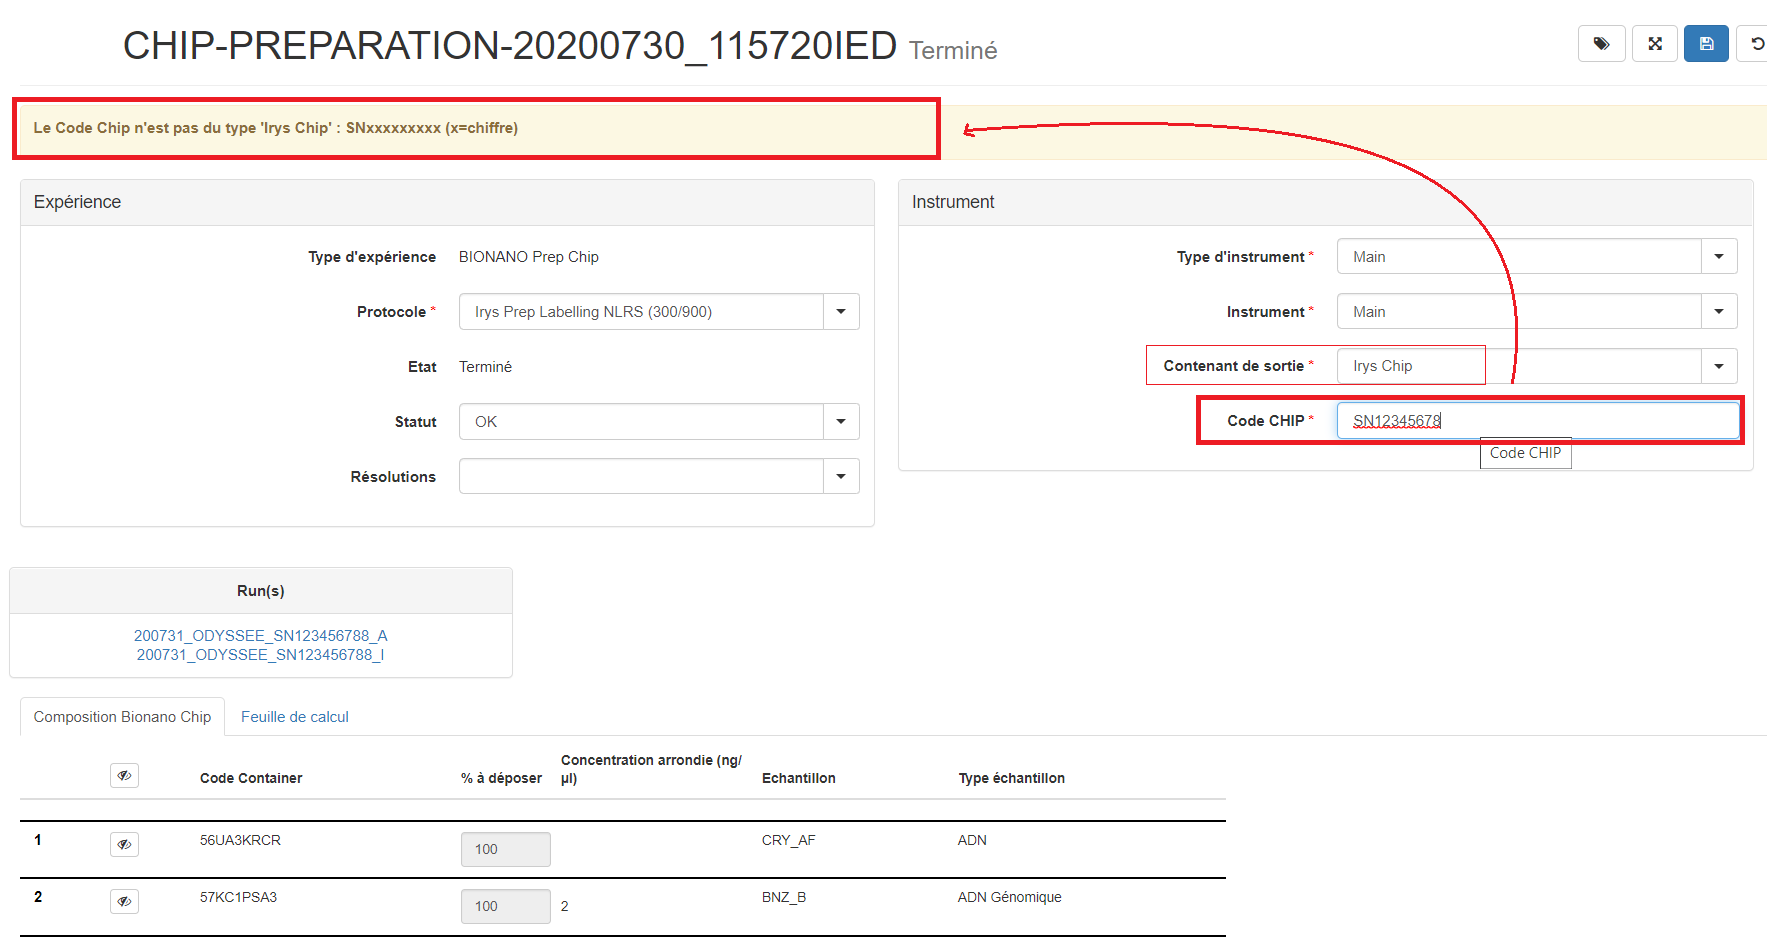 CHIP-PREPARATION-20200730_115720IED Terminé
Le Code Chip n'est pas du type 'Irys Chip' : SNxxxxxxxxx (x=chiffre)
Expérience
Type d'expérience BIONANO Prep Chip
Protocole * Irys Prep Labelling NLRS (300/900)
Etat Terminé
Statut OK
Résolutions
Instrument
Type d'instrument * Main
Instrument * Main
Contenant de sortie * Irys Chip
Code CHIP * SN12345678
Code CHIP
Run(s)
200731_ODYSSEE_SN123456788_A
200731_ODYSSEE_SN123456788_I
Composition Bionano Chip Feuille de calcul
Code Container % à déposer Concentration arrondie (ng/
µl) Echantillon Type échantillon
1 56UA3KRCR 100 CRY_AF ADN
2 57KC1PSA3 100 2 BNZ_B ADN Génomique